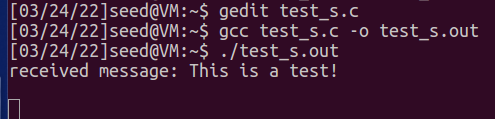 [03/24/22]seed@VM:~$ gedit test_s.c
[03/24/22]seed@VM:~$ gcc test_s.c -o test_s.out
[03/24/22]seed@VM:~$ ./test_s.out
received message: This is a test!